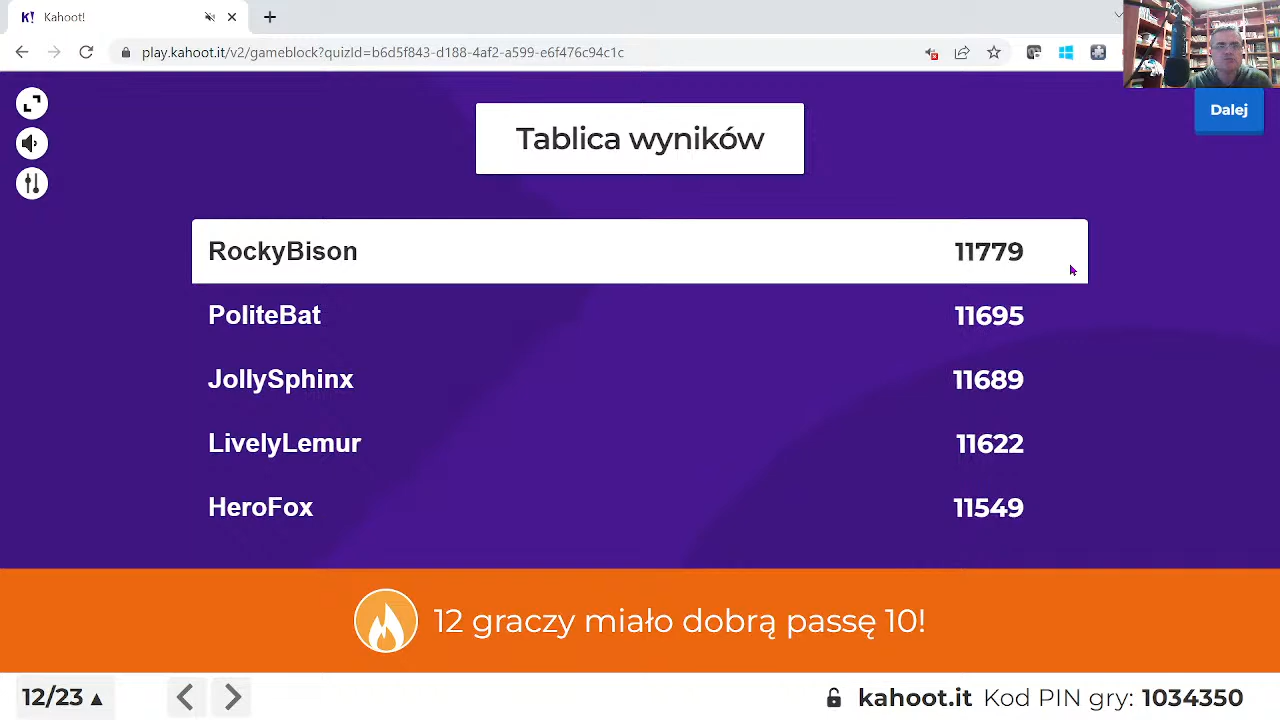 K! Kahoot!
play.kahoot.it/v2/gameblock?quizId=b6d5f843-d188-4af2-a599-e6f476c94c1c
Dalej
Tablica wyników
RockyBison 11779
PoliteBat 11695
JollySphinx 11689
LivelyLemur 11622
HeroFox 11549
12 graczy miało dobrą passę 10!
12/23 ▲
kahoot.it Kod PIN gry: 1034350